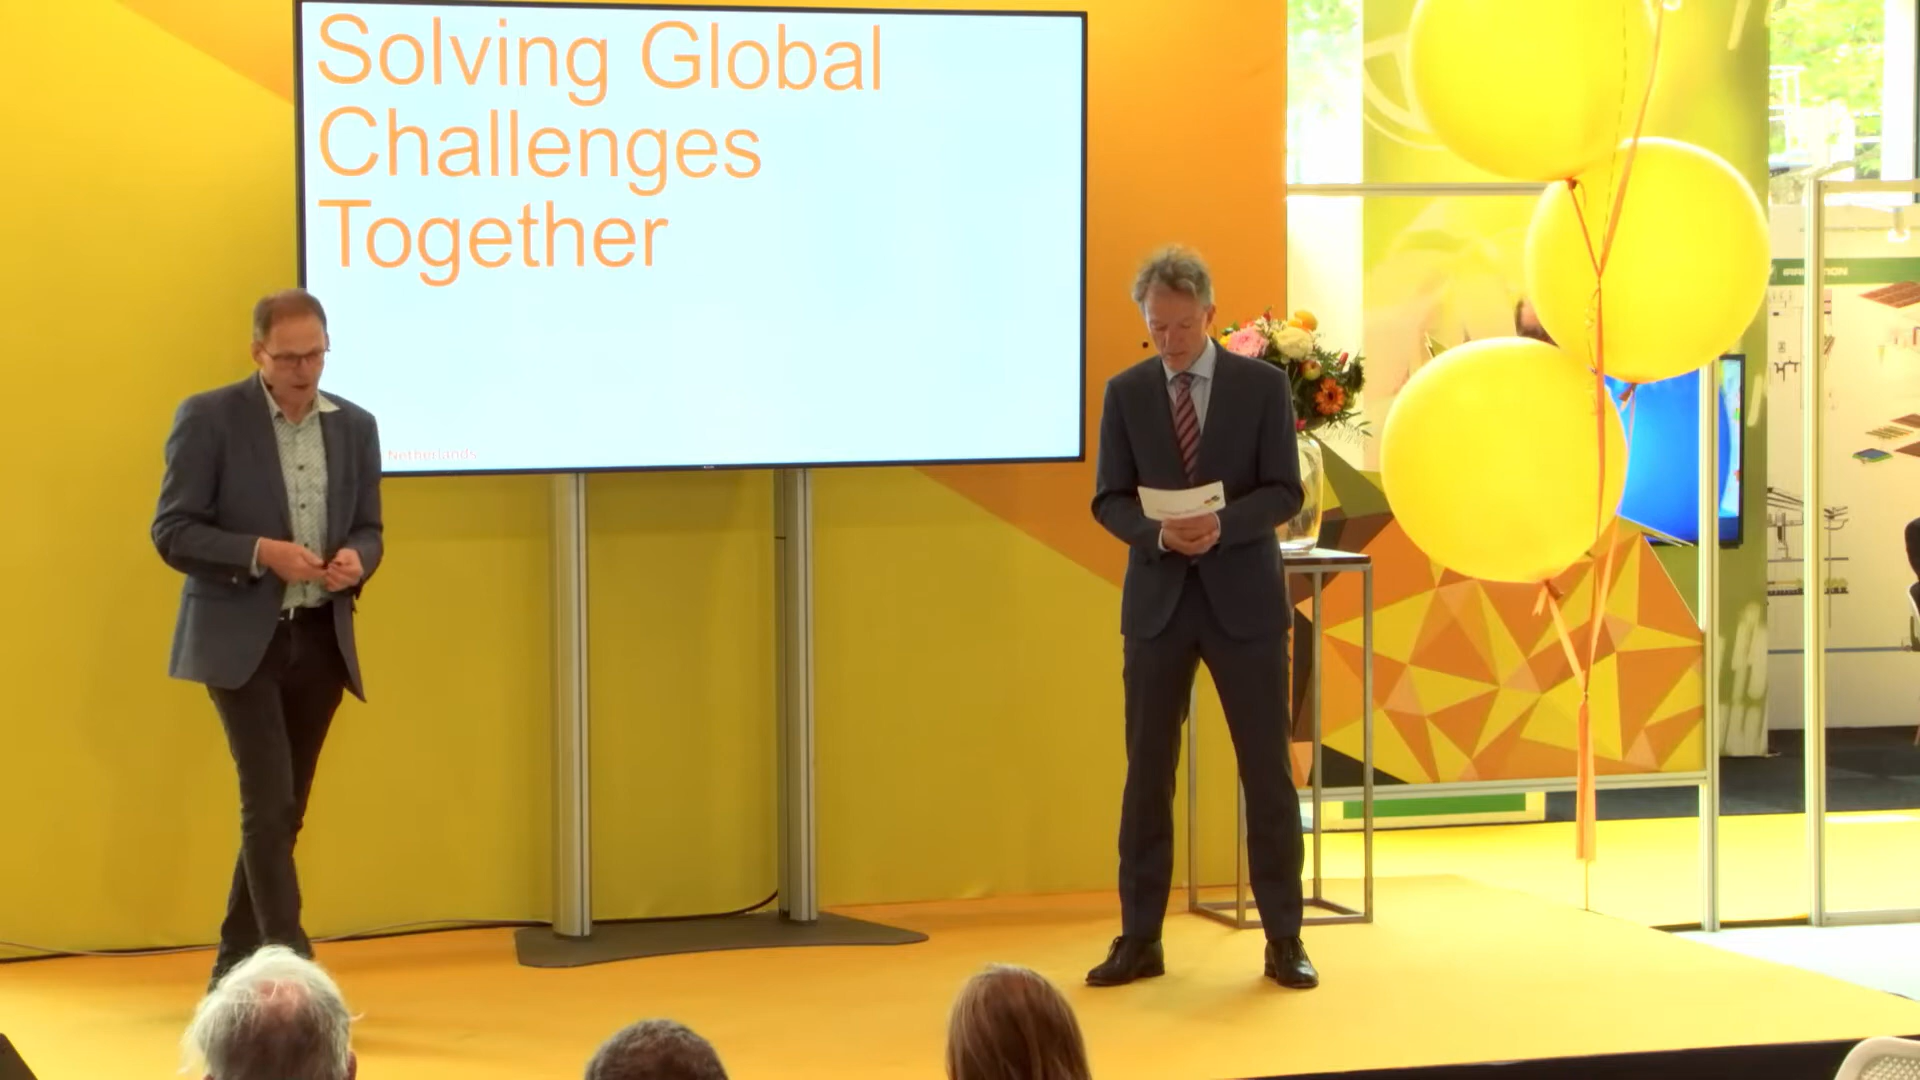 Solving Global
Challenges
Together
Netherlands